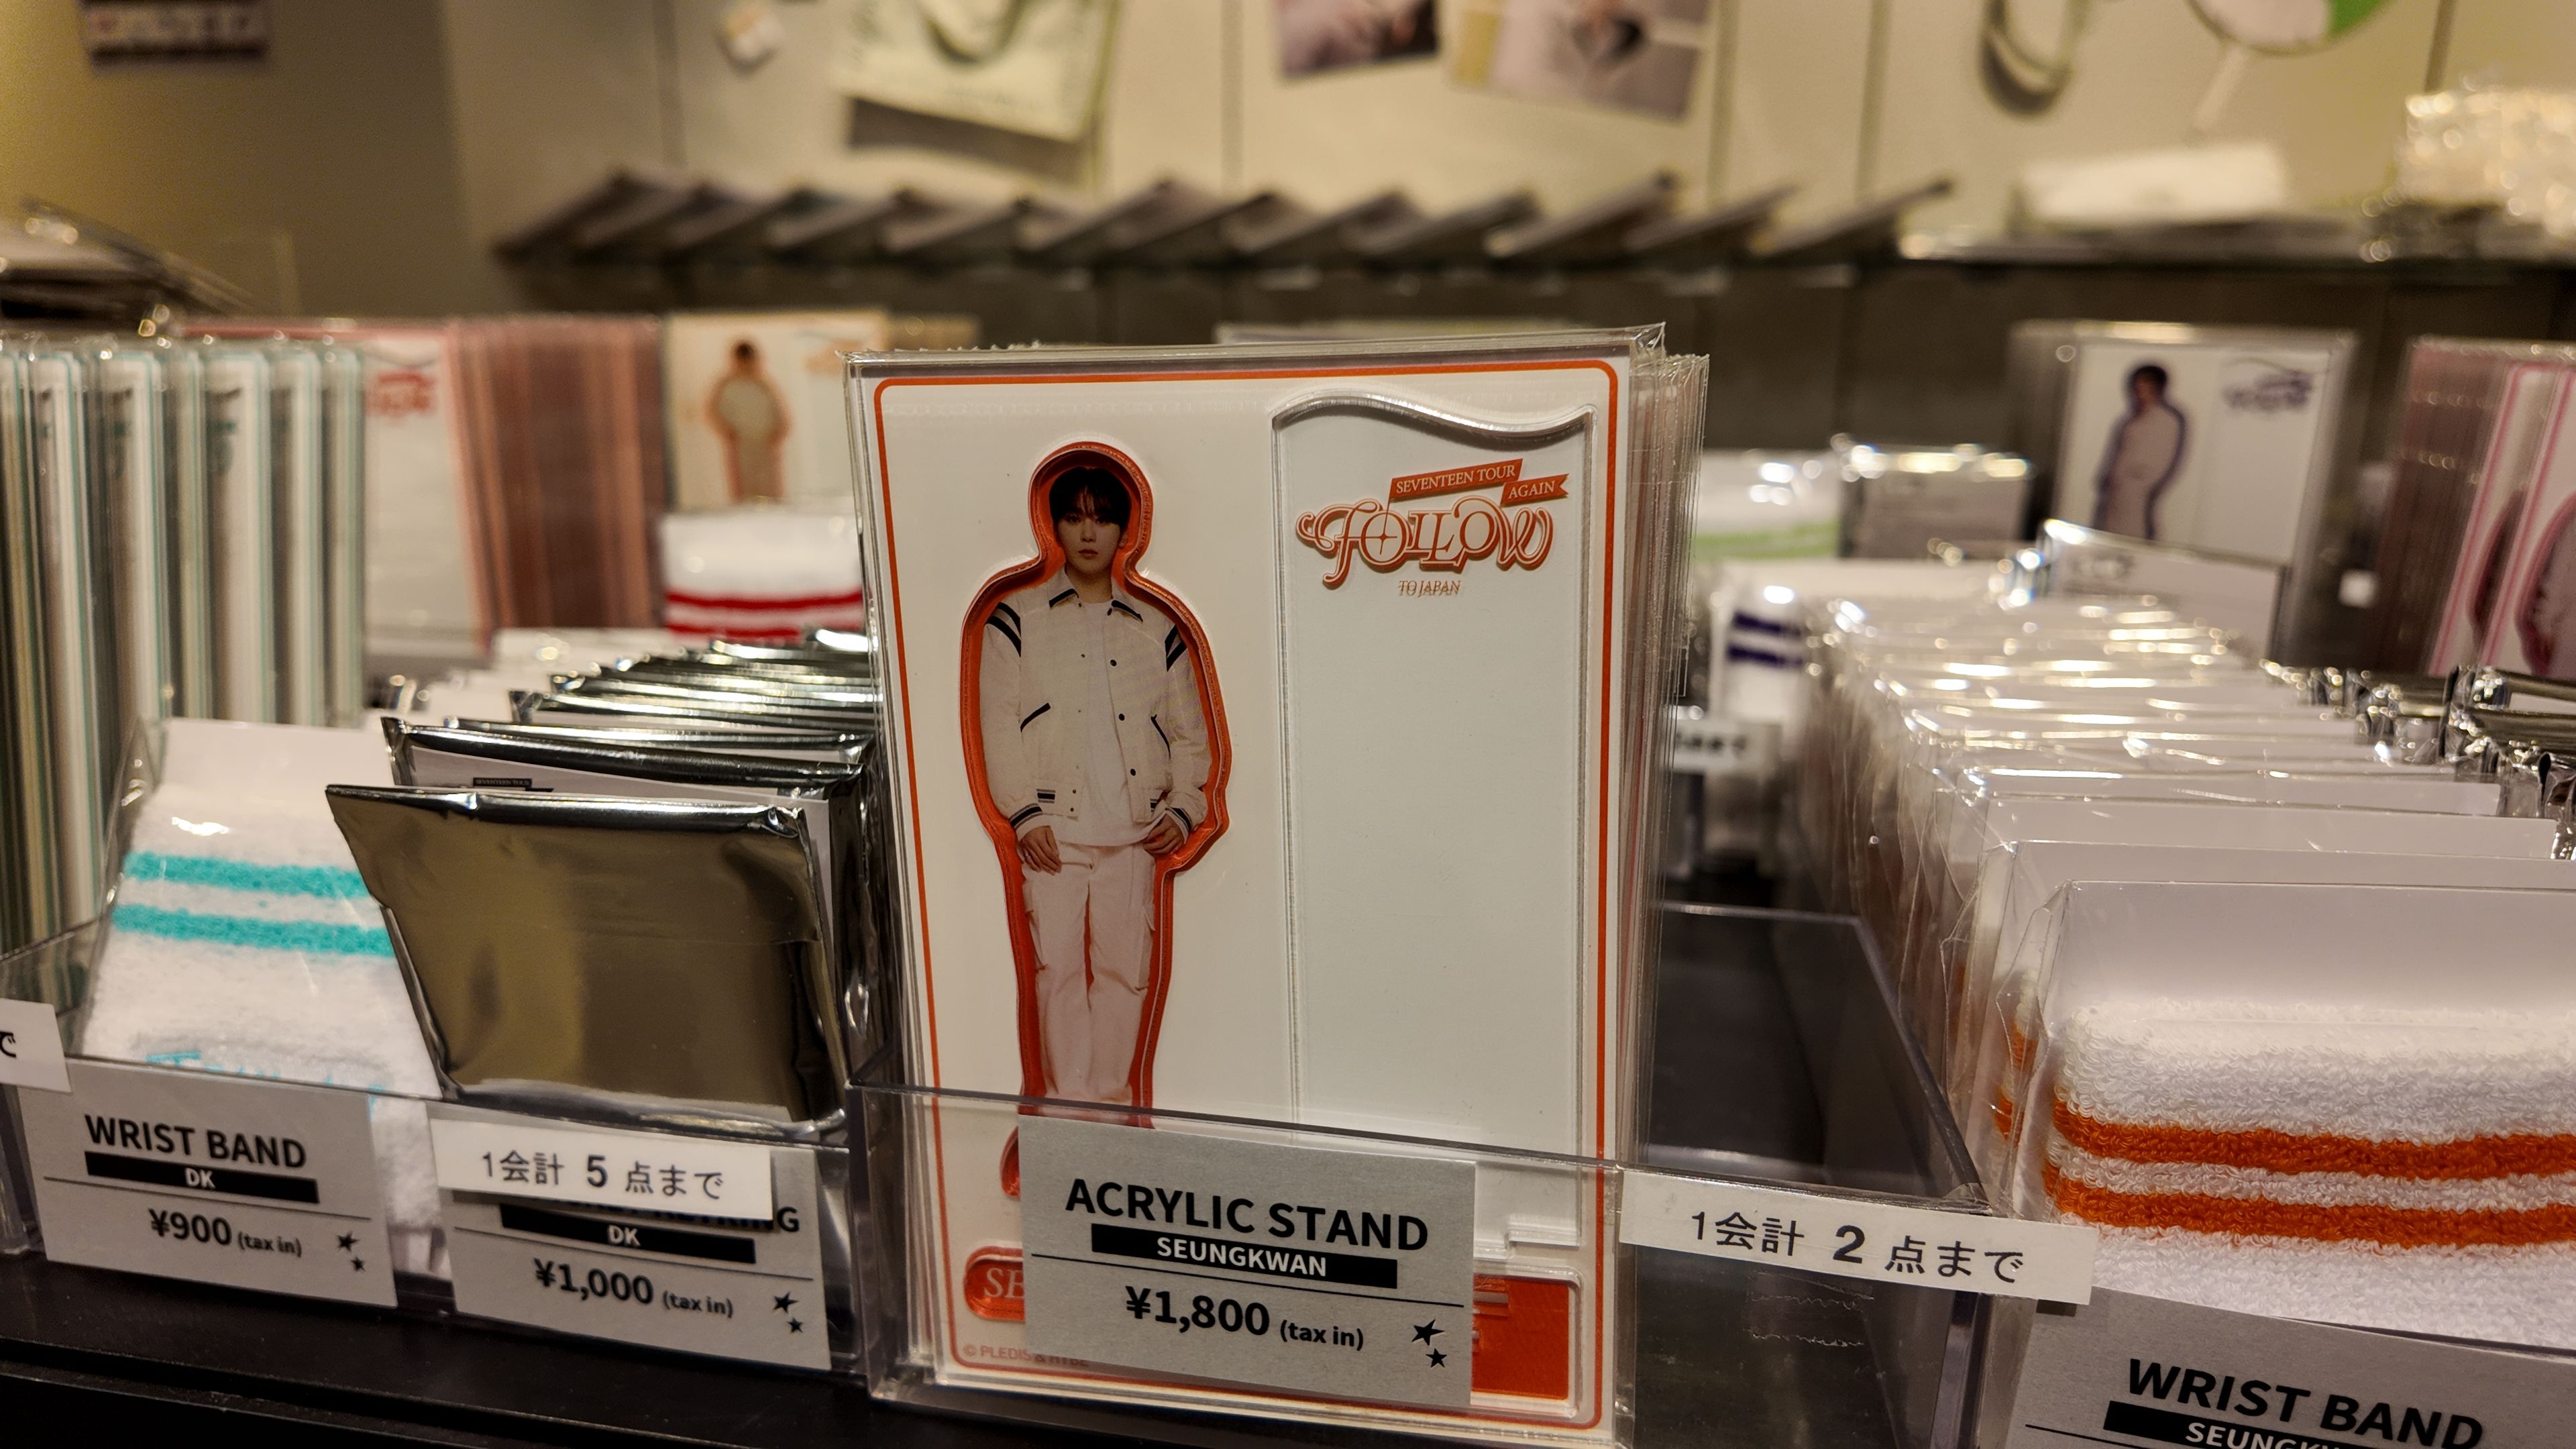 SEVENTEEN TOUR
AGAIN
FOLLOW
TO JAPAN
WRIST BAND
DK
¥900 (tax in)
1会計 5 点まで
DK
¥1,000 (tax in)
ACRYLIC STAND
SEUNGKWAN
¥1,800 (tax in)
SE
© PLEDIS & HYBE
1会計 2 点まで
WRIST BAND